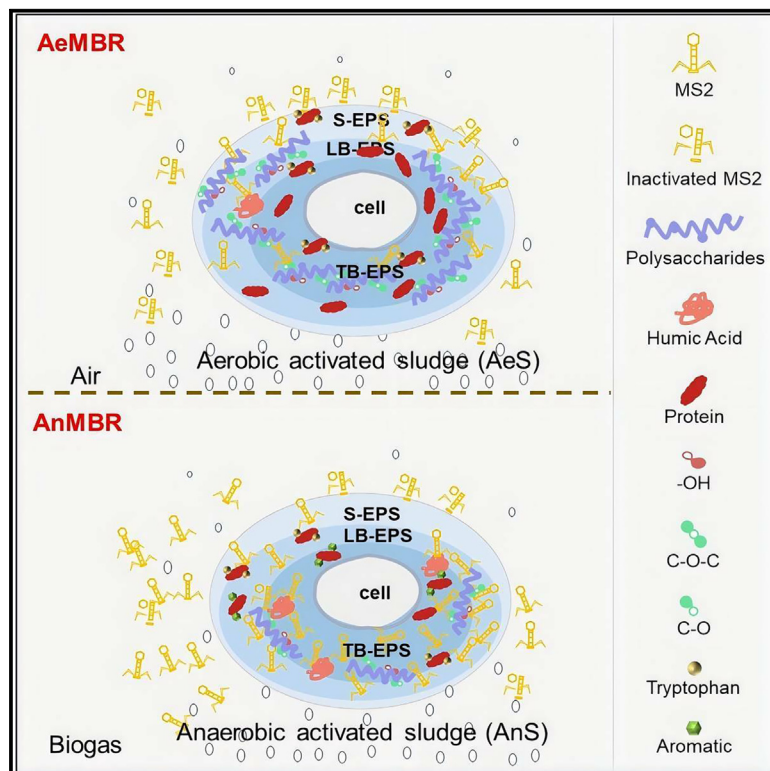 AeMBR
S-EPS
LB-EPS
cell
TB-EPS
Aerobic activated sludge (AeS)
Air
AnMBR
S-EPS
LB-EPS
cell
TB-EPS
Anaerobic activated sludge (AnS)
Biogas
MS2
Inactivated MS2
Polysaccharides
Humic Acid
Protein
-OH
C-O-C
C-O
Tryptophan
Aromatic